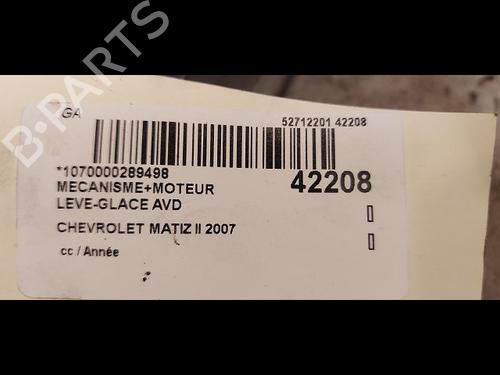 GA
52712201 42208
*1070000289498
MECANISME+MOTEUR
42208
LEVE-GLACE AVD
CHEVROLET MATIZ II 2007
cc / Année
B-PARTS